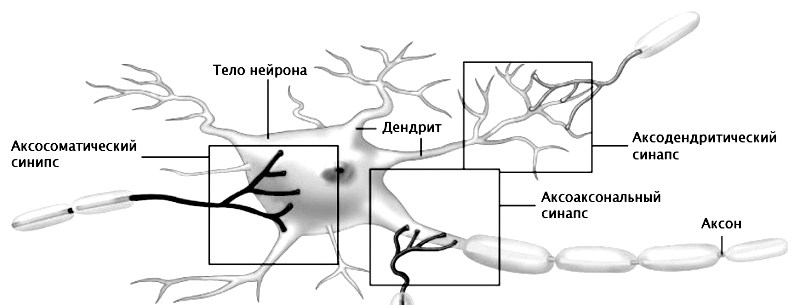 Тело нейрона
Дендрит
Аксосоматический
синипс
Аксодендритический
синапс
Аксоаксональный
синапс
Аксон